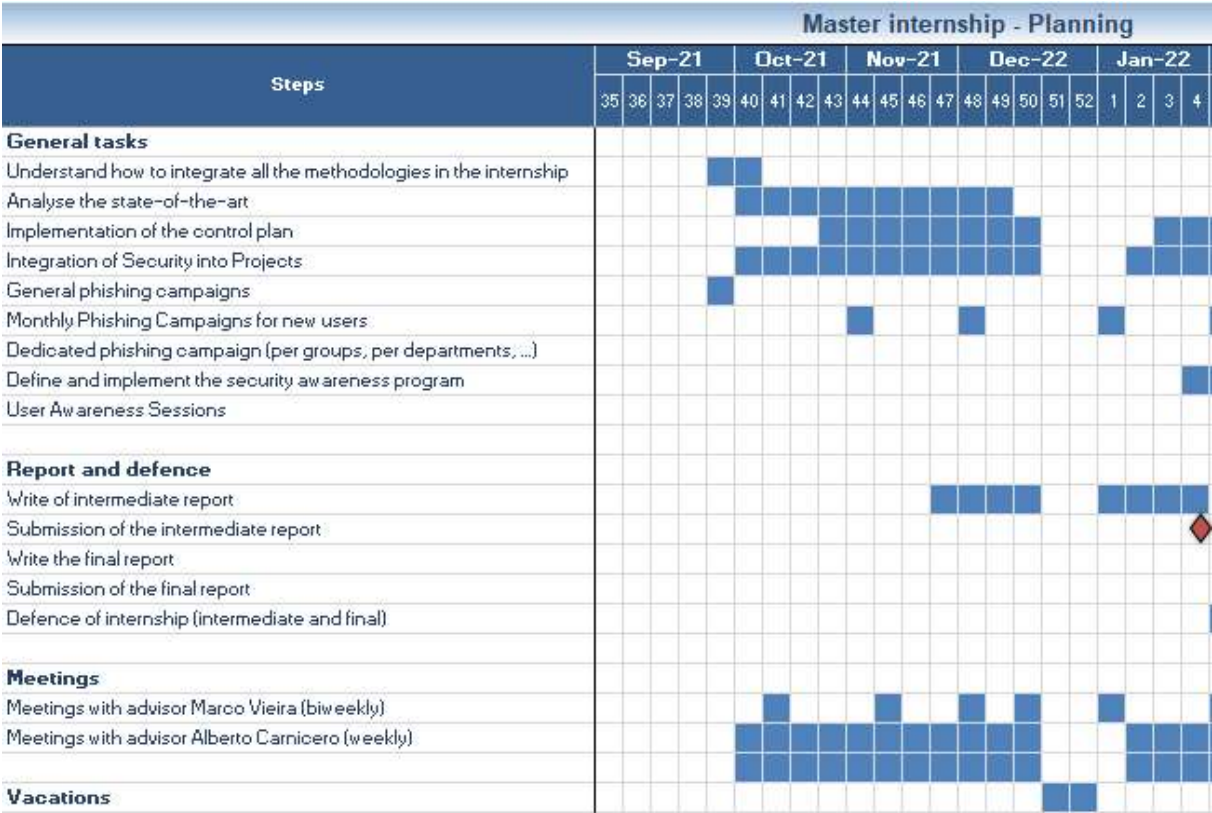 Master internship - Planning
Steps
Sep-21 Oct-21 Nov-21 Dec-22 Jan-22
35 36 37 38 39 40 41 42 43 44 45 46 47 48 49 50 51 52 1 2 3 4
General tasks
Understand how to integrate all the methodologies in the internship
Analyse the state-of-the-art
Implementation of the control plan
Integration of Security into Projects
General phishing campaigns
Monthly Phishing Campaigns for new users
Dedicated phishing campaign (per groups, per departments, ...)
Define and implement the security awareness program
User Awareness Sessions
Report and defence
Write of intermediate report
Submission of the intermediate report
Write the final report
Submission of the final report
Defence of internship (intermediate and final)
Meetings
Meetings with advisor Marco Vieira (biweekly)
Meetings with advisor Alberto Carnicero (weekly)
Vacations